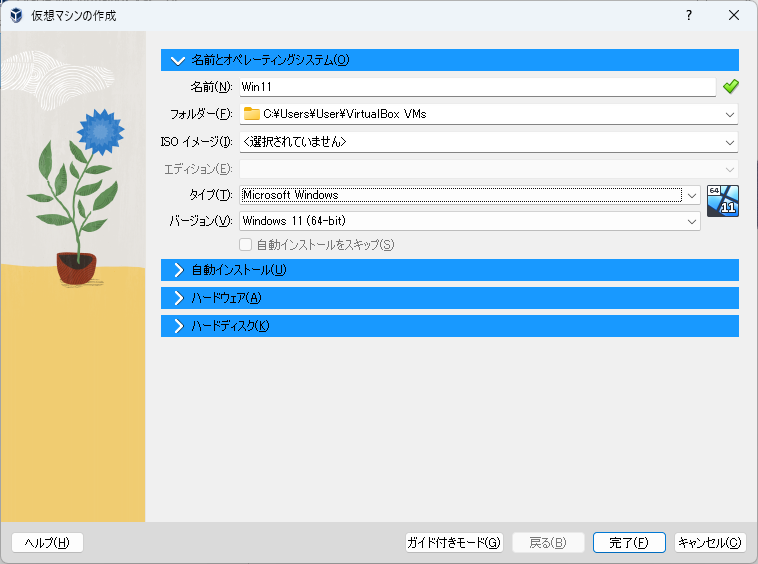 仮想マシンの作成
?
名前とオペレーティングシステム(O)
名前(N): Win11
フォルダー(F): C:¥Users¥User¥VirtualBox VMs
ISO イメージ(I): <選択されていません>
エディション(E):
タイプ(T): Microsoft Windows
64
11
バージョン(V): Windows 11 (64-bit)
自動インストールをスキップ(S)
自動インストール(U)
ハードウェア(A)
ハードディスク(K)
ヘルプ(H) ガイド付きモード(G) 戻る(B) 完了(F) キャンセル(C)